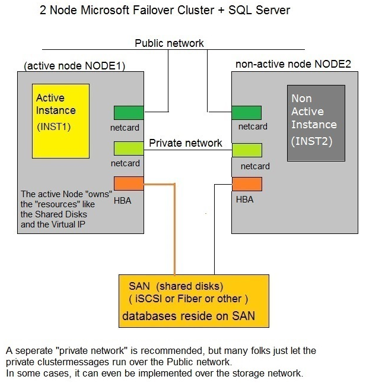 2 Node Microsoft Failover Cluster + SQL Server
Public network
(active node NODE1)
non-active node NODE2
Active
Instance
(INST1)
Non
Active
Instance
(INST2)
netcard
netcard
Private network
netcard
netcard
The active Node "owns"
the "resources" like
the Shared Disks
and the Virtual IP
HBA
HBA
SAN (shared disks)
( iSCSI or Fiber or other )
databases reside on SAN
A seperate "private network" is recommended, but many folks just let the
private clustermessages run over the Public network.
In some cases, it can even be implemented over the storage network.